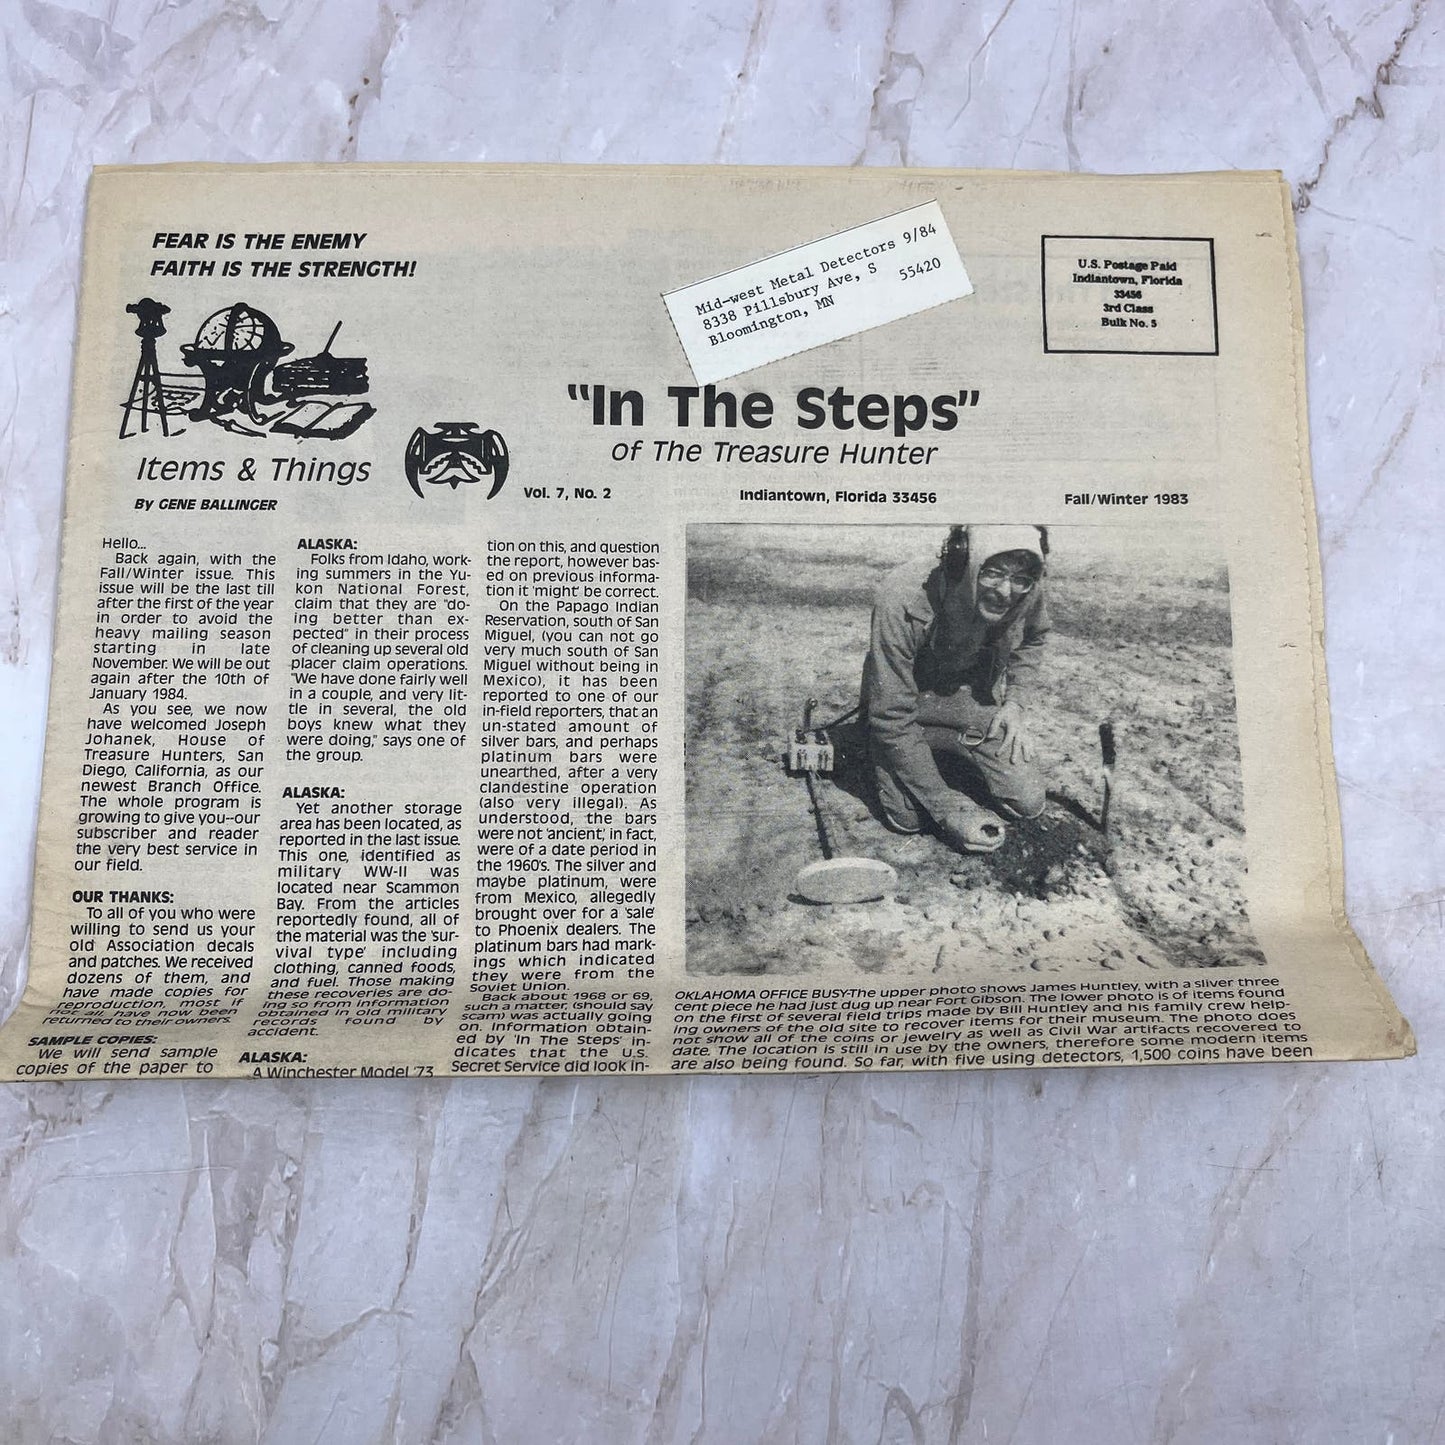 FEAR IS THE ENEMY
FAITH IS THE STRENGTH!
Mid-west Metal Detectors 9/84
8338 Pillsbury Ave, S
Bloomington, MN 55420
U.S. Postage Paid
Indiantown, Florida
33456
3rd Class
Bulk No. 5
"In The Steps"
of The Treasure Hunter
Items & Things
By GENE BALLINGER
Vol. 7, No. 2
Indiantown, Florida 33456
Fall/Winter 1983
Hello...
Back again, with the
Fall/Winter issue. This
issue will be the last till
after the first of the year
in order to avoid the
heavy mailing season
starting in late
November. We will be out
again after the 10th of
January 1984.
As you see, we now
have welcomed Joseph
Johanek, House of
Treasure Hunters, San
Diego, California, as our
newest Branch Office.
The whole program is
growing to give you--our
subscriber and reader
the very best service in
our field.
OUR THANKS:
To all of you who were
willing to send us your
old Association decals
and patches. We received
dozens of them, and
have made copies for
reproduction, most if
not all, have now been
returned to their owners.
SAMPLE COPIES:
We will send sample
copies of the paper to
ALASKA:
Folks from Idaho, work-
ing summers in the Yu-
kon National Forest,
claim that they are "do-
ing better than ex-
pected" in their process
of cleaning up several old
placer claim operations.
"We have done fairly well
in a couple, and very lit-
tle in several, the old
boys knew what they
were doing," says one of
the group.
ALASKA:
Yet another storage
area has been located, as
reported in the last issue.
This one, identified as
military WW-II was
located near Scammon
Bay. From the articles
reportedly found, all of
the material was the 'sur-
vival type' including
clothing, canned foods,
and fuel. Those making
these recoveries are do-
ing so from information
obtained in old military
records found by
accident.
ALASKA:
A Winchester Model '73
tion on this, and question
the report, however bas-
ed on previous informa-
tion it 'might' be correct.
On the Papago Indian
Reservation, south of San
Miguel, (you can not go
very much south of San
Miguel without being in
Mexico), it has been
reported to one of our
in-field reporters, that an
un-stated amount of
silver bars, and perhaps
platinum bars were
unearthed, after a very
clandestine operation
(also very illegal). As
understood, the bars
were not 'ancient,' in fact,
were of a date period in
the 1960's. The silver and
maybe platinum, were
from Mexico, allegedly
brought over for a 'sale'
to Phoenix dealers. The
platinum bars had mark-
ings which indicated
they were from the
Soviet Union.
Back about 1968 or 69,
such a matter, (should say
scam) was actually going
on. Information obtain-
ed by 'In The Steps' in-
dicates that the U.S.
Secret Service did look in-
OKLAHOMA OFFICE BUSY-The upper photo shows James Huntley, with a silver three
cent piece he had just dug up near Fort Gibson. The lower photo is of items found
on the first of several field trips made by Bill Huntley and his family crew help-
ing owners of the old site to recover items for their museum. The photo does
not show all of the coins or jewelry as well as Civil War artifacts recovered to
date. The location is still in use by the owners, therefore some modern items
are also being found. So far, with five using detectors, 1,500 coins have been